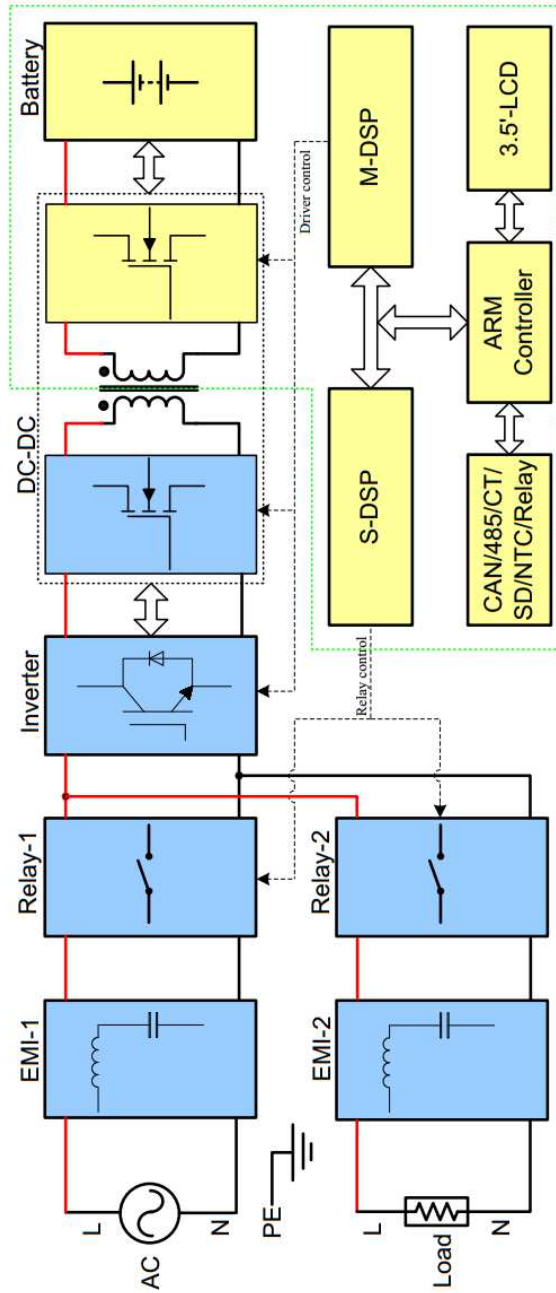 AC
L
N
EMI-1
Relay-1
Inverter
DC-DC
Battery
PE
Load
L
N
EMI-2
Relay-2
Relay control
Driver control
S-DSP
M-DSP
CAN/485/CT/
SD/NTC/Relay
ARM
Controller
3.5'-LCD